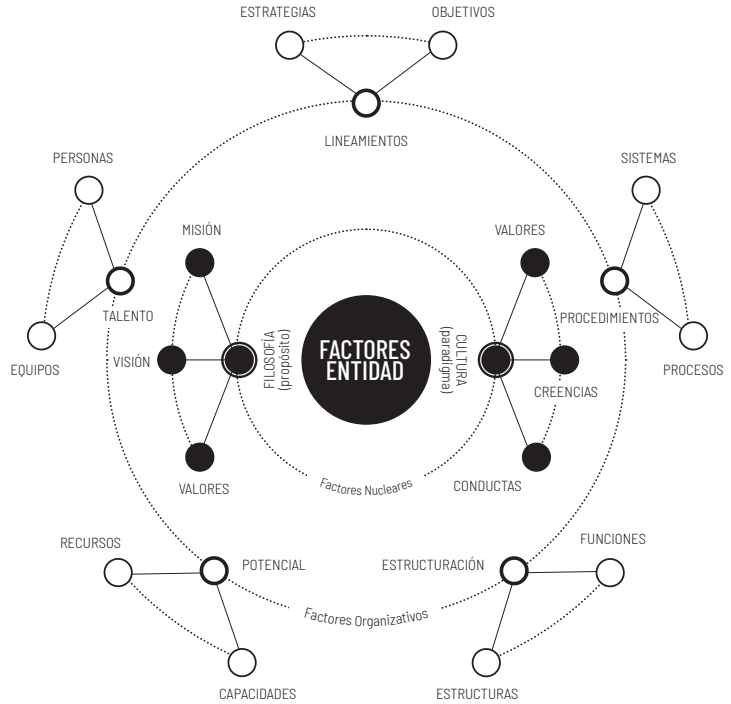 ESTRATEGIAS
OBJETIVOS
LINEAMIENTOS
PERSONAS
SISTEMAS
MISIÓN
VALORES
TALENTO
PROCEDIMIENTOS
EQUIPOS
VISIÓN
FILOSOFÍA
(propósito)
FACTORES
ENTIDAD
CULTURA
(paradigma)
CREENCIAS
PROCESOS
VALORES
Factores Nucleares
CONDUCTAS
RECURSOS
POTENCIAL
ESTRUCTURACIÓN
FUNCIONES
Factores Organizativos
CAPACIDADES
ESTRUCTURAS